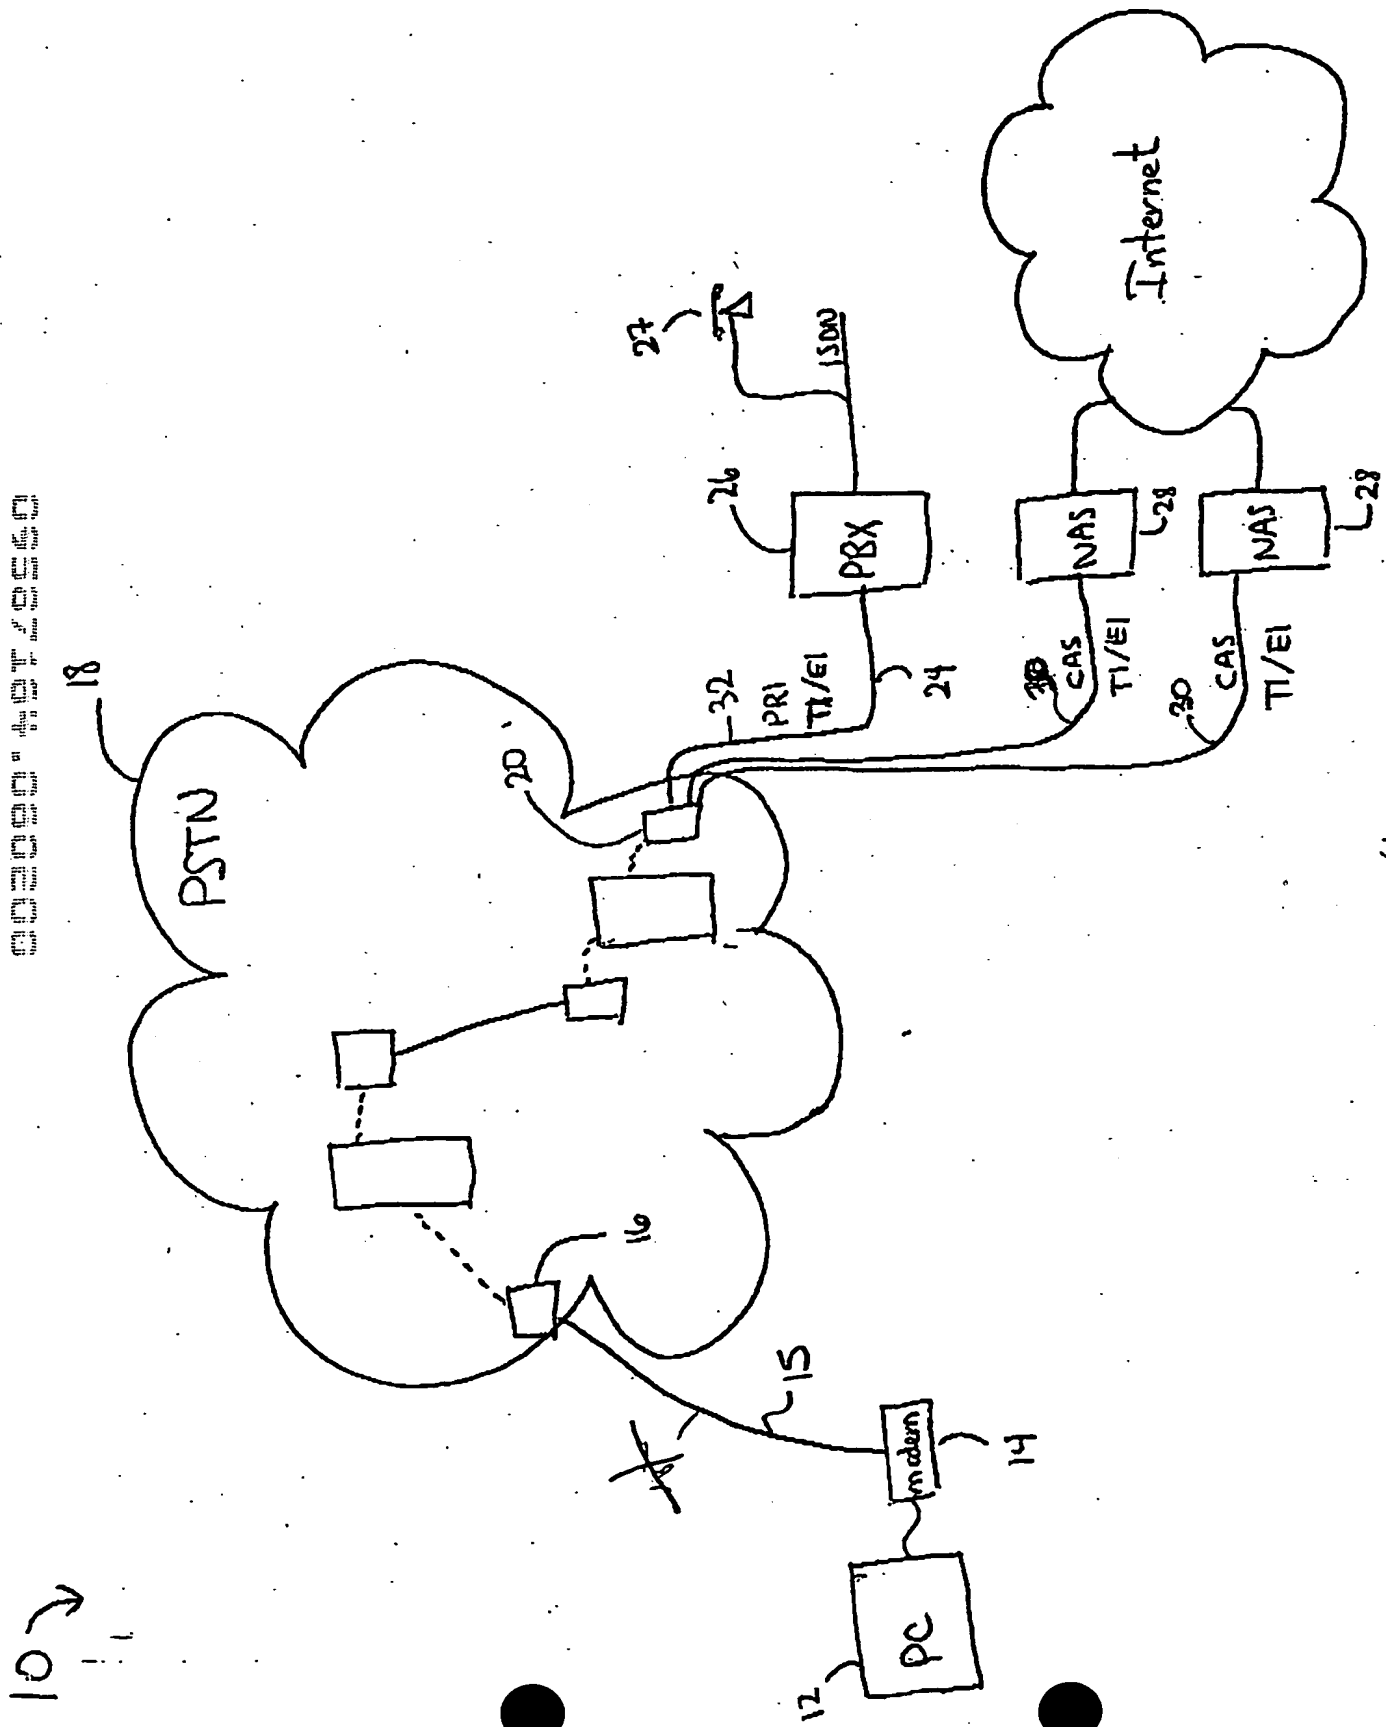 10
18
PSTN
20
16
15
27
26
32
PRI
T1/E1
24
PBX
ISDN
12
PC
modem
14
30
CAS
T1/E1
NAS
28
30
CAS
T1/E1
NAS
28
Internet